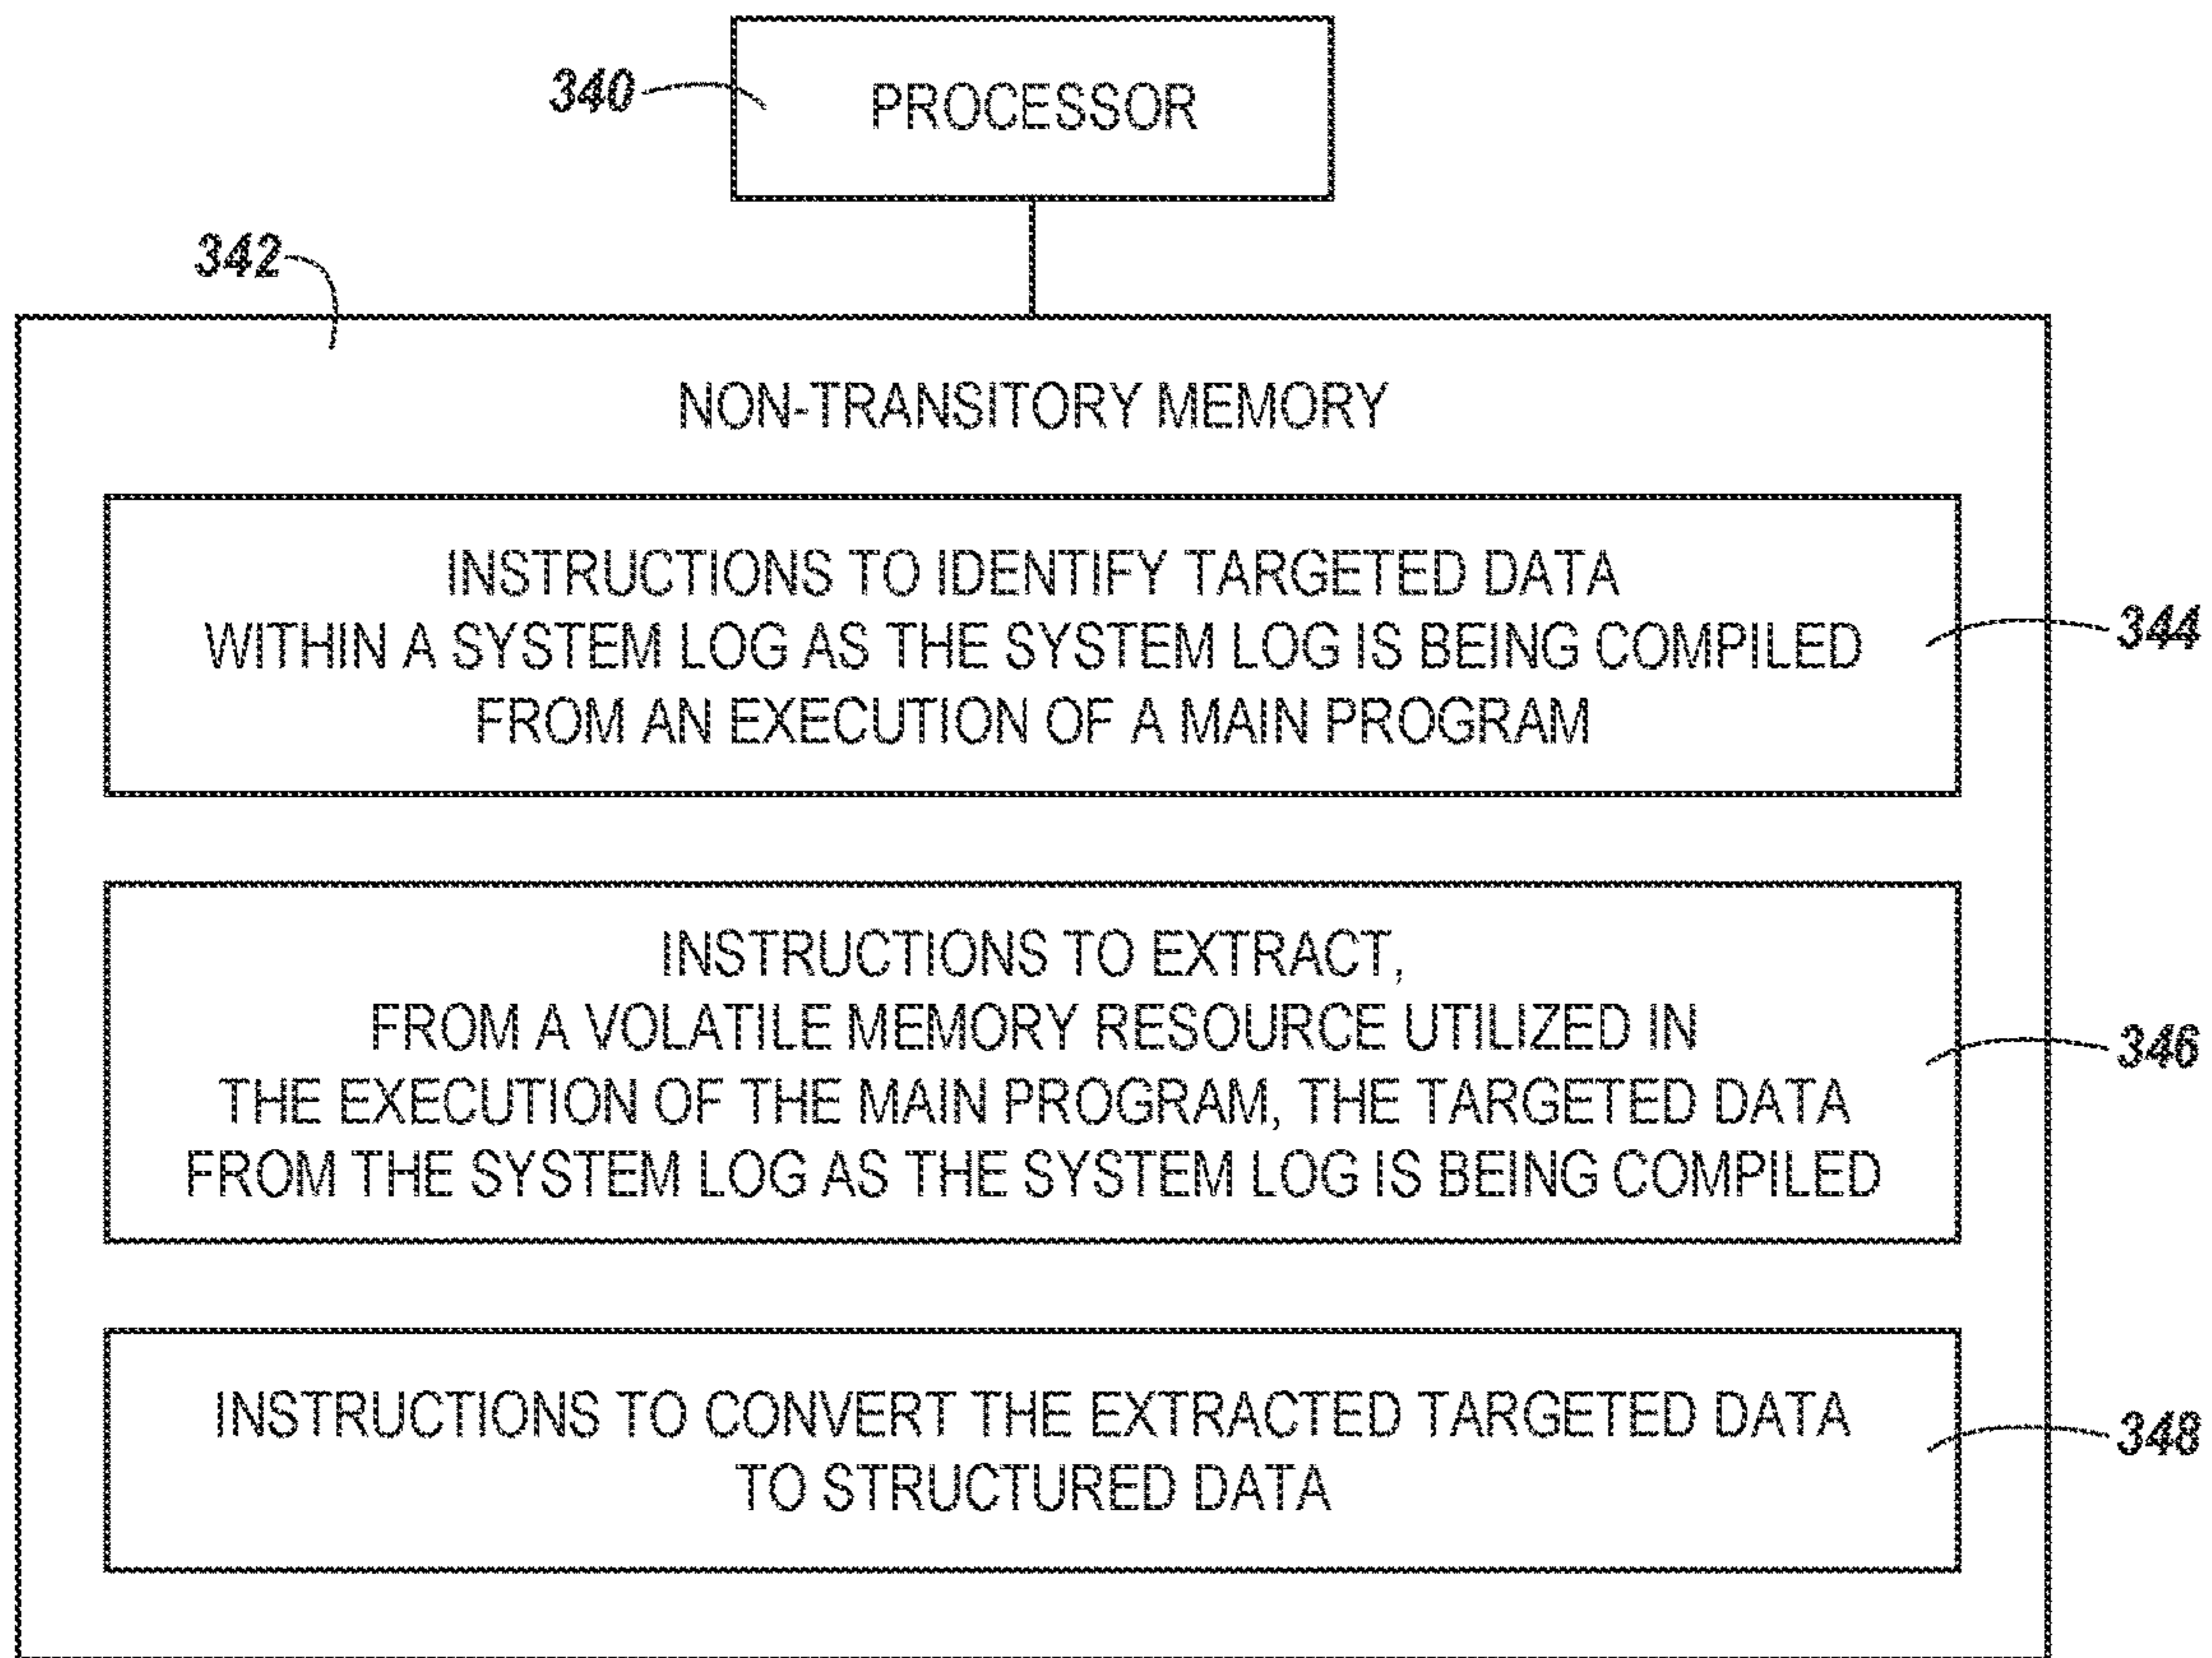 340
PROCESSOR
342
NON-TRANSITORY MEMORY
INSTRUCTIONS TO IDENTIFY TARGETED DATA
WITHIN A SYSTEM LOG AS THE SYSTEM LOG IS BEING COMPILED
FROM AN EXECUTION OF A MAIN PROGRAM
344
INSTRUCTIONS TO EXTRACT,
FROM A VOLATILE MEMORY RESOURCE UTILIZED IN
THE EXECUTION OF THE MAIN PROGRAM, THE TARGETED DATA
FROM THE SYSTEM LOG AS THE SYSTEM LOG IS BEING COMPILED
346
INSTRUCTIONS TO CONVERT THE EXTRACTED TARGETED DATA
TO STRUCTURED DATA
348